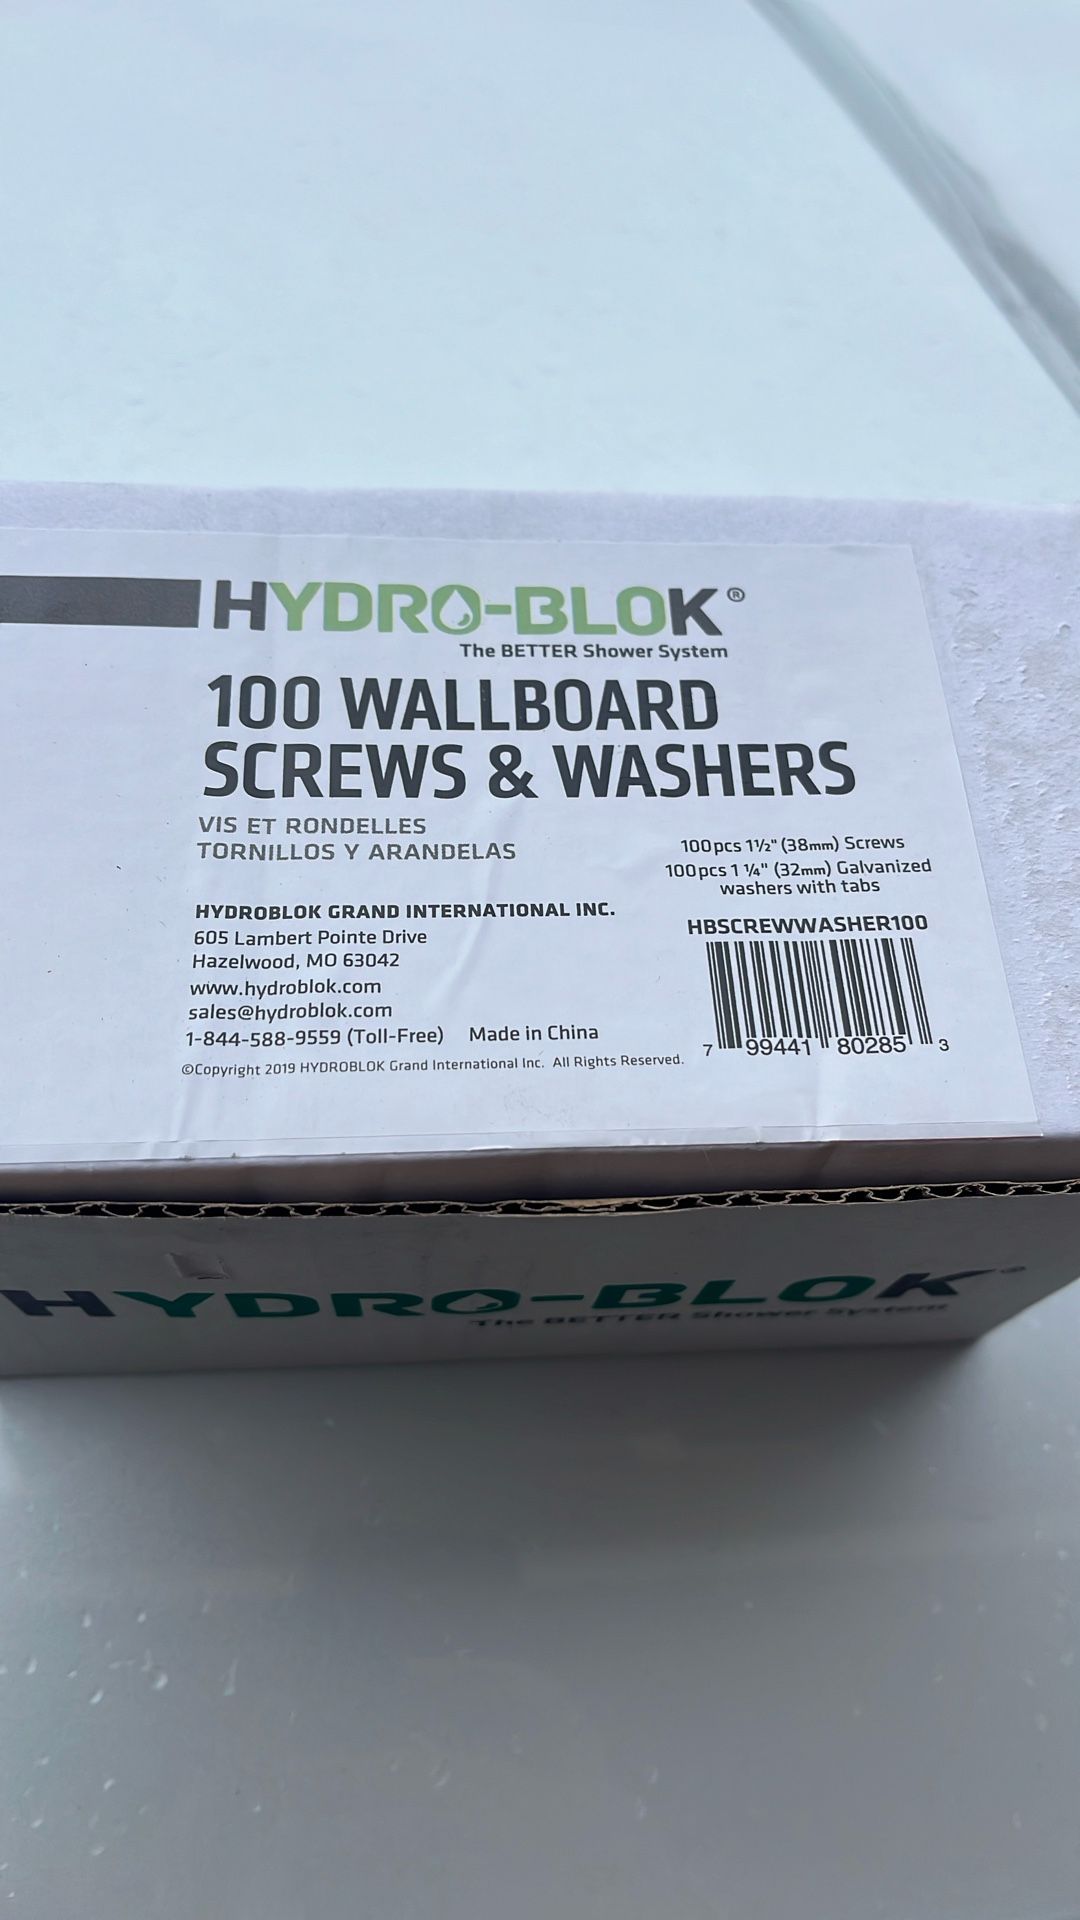 HYDRO-BLOK®
The BETTER Shower System
100 WALLBOARD
SCREWS & WASHERS
VIS ET RONDELLES
TORNILLOS Y ARANDELAS
100pcs 1½" (38mm) Screws
100pcs 1 ¼" (32mm) Galvanized
washers with tabs
HYDROBLOK GRAND INTERNATIONAL INC.
605 Lambert Pointe Drive
Hazelwood, MO 63042
www.hydroblok.com
sales@hydroblok.com
1-844-588-9559 (Toll-Free) Made in China
©Copyright 2019 HYDROBLOK Grand International Inc. All Rights Reserved.
HBSCREWWASHER100
7 99441 80285 3
HYDRO-BLOK®
The BETTER Shower System